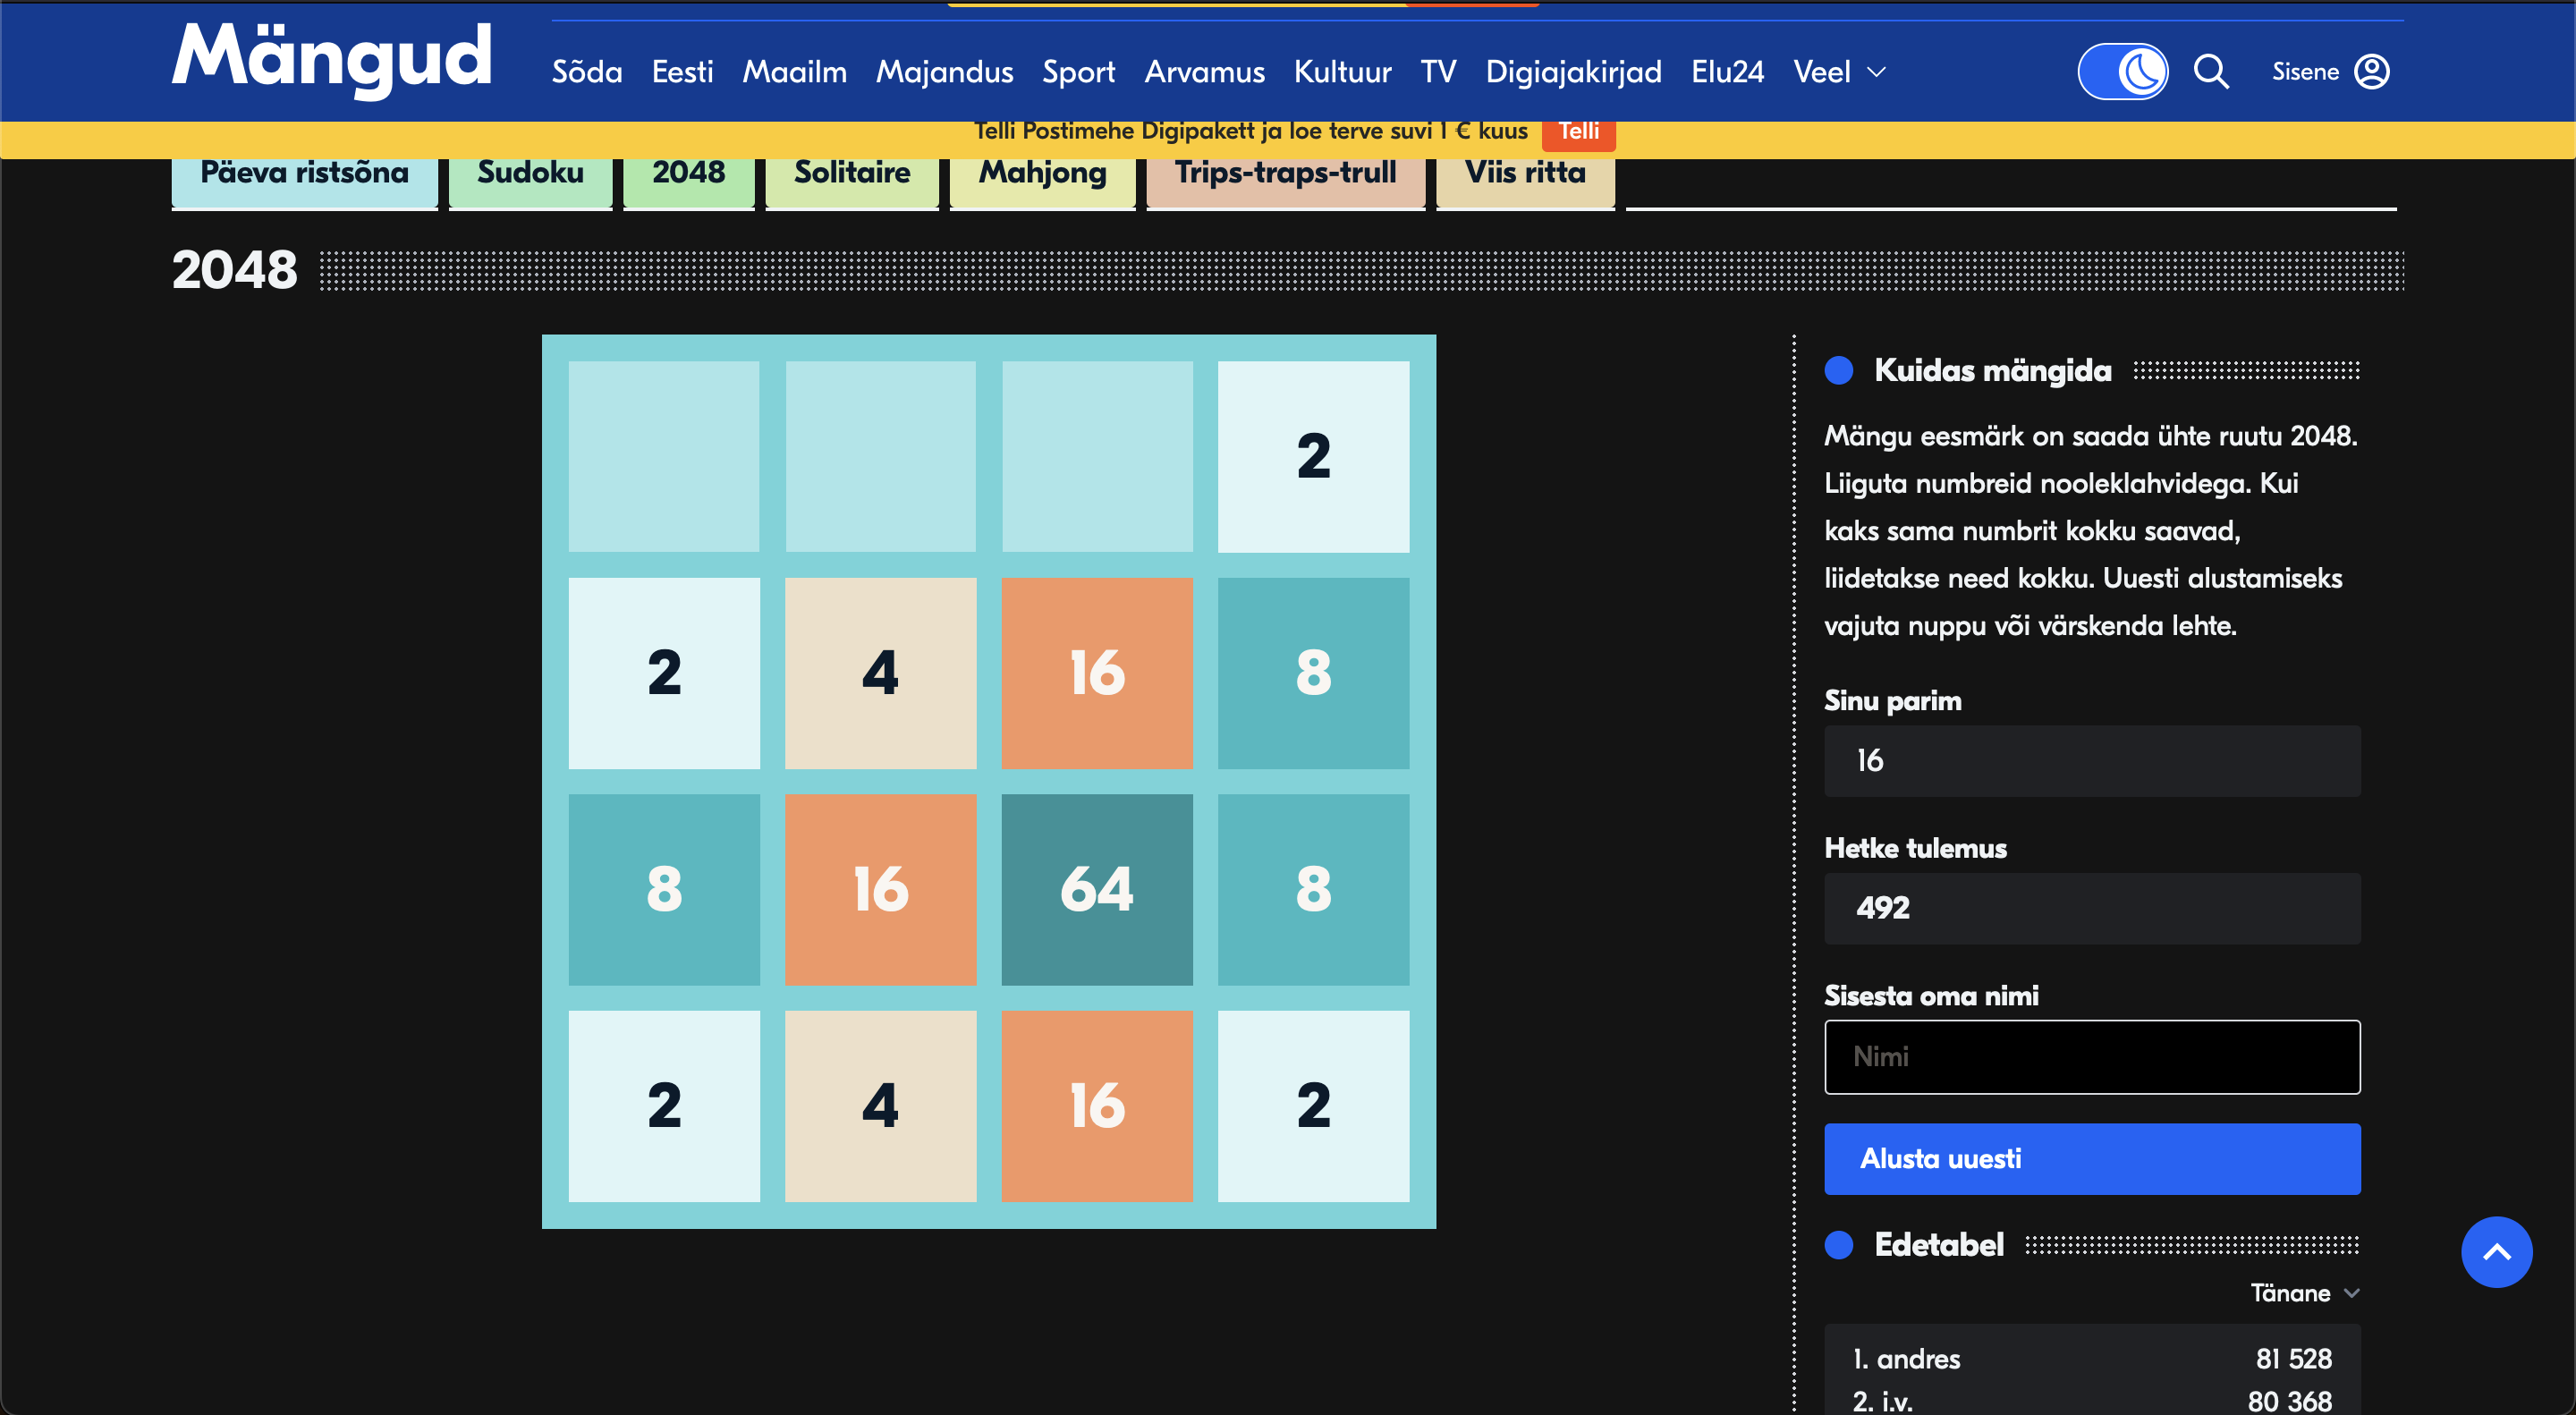 Mängud
Sõda Eesti Maailm Majandus Sport Arvamus Kultuur TV Digiajakirjad Elu24 Veel
Sisene
Telli Postimehe Digipakett ja loe terve suvi 1 € kuus Telli
Päeva ristsõna Sudoku 2048 Solitaire Mahjong Trips-traps-trull Viis ritta
2048
2
2 4 16 8
8 16 64 8
2 4 16 2
Kuidas mängida
Mängu eesmärk on saada ühte ruutu 2048.
Liiguta numbreid nooleklahvidega. Kui
kaks sama numbrit kokku saavad,
liidetakse need kokku. Uuesti alustamiseks
vajuta nuppu või värskenda lehte.
Sinu parim
16
Hetke tulemus
492
Sisesta oma nimi
Nimi
Alusta uuesti
Edetabel
Tänane
1. andres 81 528
2. i.v. 80 368